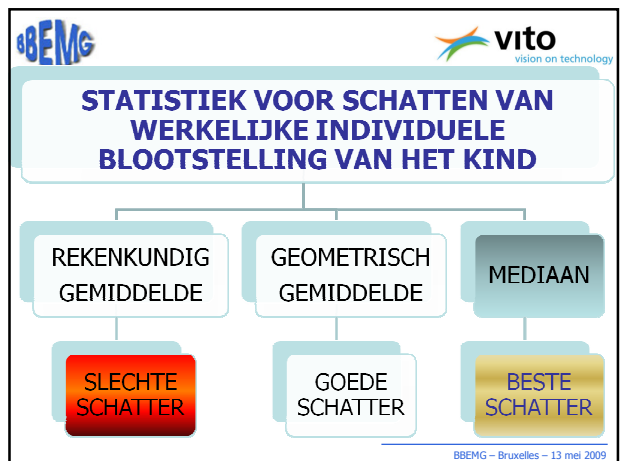 BBEMG
vito
vision on technology
STATISTIEK VOOR SCHATTEN VAN
WERKELIJKE INDIVIDUELE
BLOOTSTELLING VAN HET KIND
REKENKUNDIG
GEMIDDELDE
GEOMETRISCH
GEMIDDELDE
MEDIAAN
SLECHTE
SCHATTER
GOEDE
SCHATTER
BESTE
SCHATTER
BBEMG – Bruxelles – 13 mei 2009